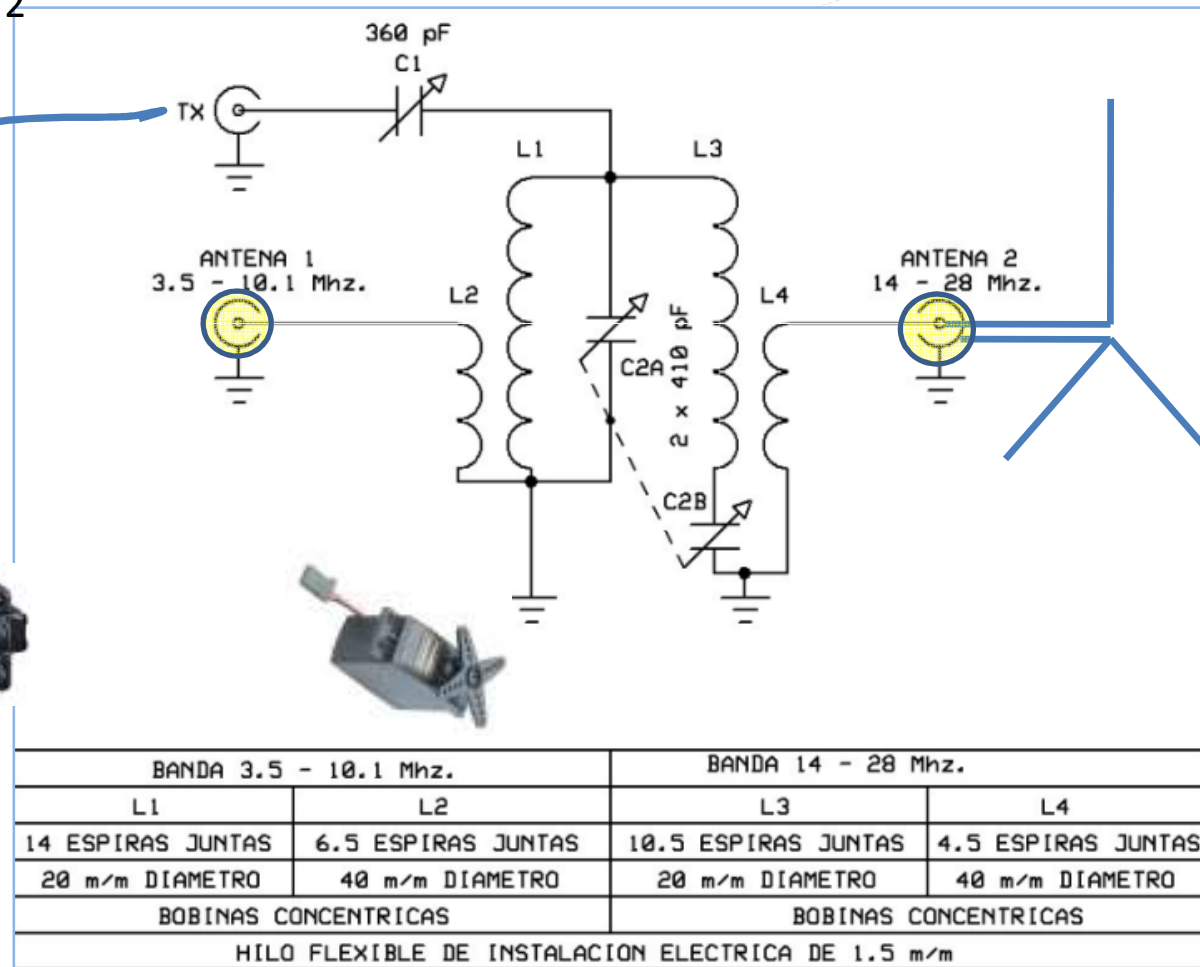 2
360 pF
C1
TX
L1
L3
ANTENA 1
3.5 - 10.1 Mhz.
ANTENA 2
14 - 28 Mhz.
L2
L4
C2A
2 x 410 pF
C2B
BANDA 3.5 - 10.1 Mhz.
BANDA 14 - 28 Mhz.
L1
L2
L3
L4
14 ESPIRAS JUNTAS
6.5 ESPIRAS JUNTAS
10.5 ESPIRAS JUNTAS
4.5 ESPIRAS JUNTAS
20 m/m DIAMETRO
40 m/m DIAMETRO
20 m/m DIAMETRO
40 m/m DIAMETRO
BOBINAS CONCENTRICAS
BOBINAS CONCENTRICAS
HILO FLEXIBLE DE INSTALACION ELECTRICA DE 1.5 m/m